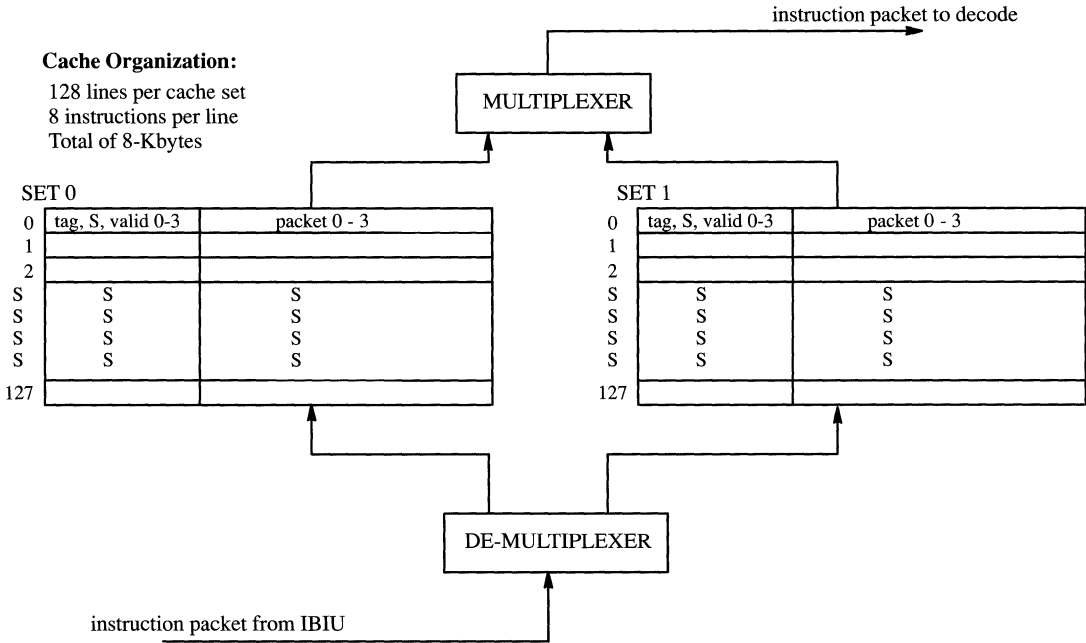 instruction packet to decode
Cache Organization:
128 lines per cache set
8 instructions per line
Total of 8-Kbytes
MULTIPLEXER
SET 0
0 tag, S, valid 0-3 packet 0 - 3
1
2
S S S
S S S
S S S
S S S
127
SET 1
0 tag, S, valid 0-3 packet 0 - 3
1
2
S S S
S S S
S S S
S S S
127
DE-MULTIPLEXER
instruction packet from IBIU